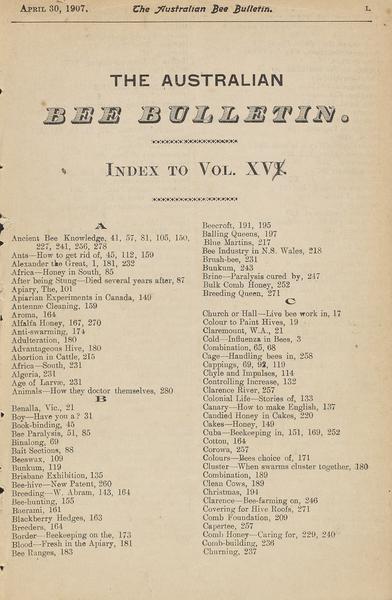 APRIL 30, 1907. The Australian Bee Bulletin. I.
THE AUSTRALIAN
BEE BULLETIN.
INDEX TO VOL. XVI.
A
Ancient Bee Knowledge, 41, 57, 81, 105, 150,
227, 241, 256, 278
Ants—How to get rid of, 45, 112, 159
Alexander the Great, 1, 181, 232
Africa—Honey in South, 85
After being Stung—Died several years after, 87
Apiary, The, 101
Apiarian Experiments in Canada, 149
Antennae Cleaning, 159
Aroma, 164
Alfalfa Honey, 167, 270
Anti-swarming, 174
Adulteration, 180
Advantageous Hive, 180
Abortion in Cattle, 215
Africa—South, 231
Algeria, 231
Age of Larvæ, 231
Animals—How they doctor themselves, 280
B
Benalla, Vic., 21
Boy—Have you a? 31
Book-binding, 45
Bee Paralysis, 51, 85
Binalong, 69
Bait Sections, 88
Beeswax, 109
Bunkum, 119
Brisbane Exhibition, 135
Bee-hive—New Patent, 260
Breeding—W. Abram, 143, 164
Bee-hunting, 155
Buerami, 161
Blackberry Hedges, 163
Breeders, 164
Border—Beekeeping on the, 173
Blood—Fresh in the Apiary, 181
Bee Ranges, 183
Beecroft, 191, 195
Balling Queens, 197
Blue Martins, 217
Bee Industry in N.S. Wales, 218
Brush-bee, 231
Bunkum, 243
Brine—Paralysis cured by, 247
Bulk Comb Honey, 252
Breeding Queen, 271
C
Church or Hall—Live bee work in, 17
Colour to Paint Hives, 19
Claremount, W.A., 21
Cold—Influence in Bees, 3
Combination, 65, 68
Cage—Handling bees in, 258
Cappings, 69, 92, 119
Chyle and Impulses, 114
Controlling Increase, 132
Clarence River, 257
Colonial Life—Stories of, 133
Canary—How to make English, 137
Candied Honey in Cakes, 220
Cakes—Honey, 149
Cuba—Beekeeping in, 151, 169, 252
Cotton, 164
Corowa, 257
Colours—Bees choice of, 171
Cluster—When swarms cluster together, 180
Combination, 189
Clean Cows, 189
Christmas, 194
Clarence—Bee-farming on, 246
Covering for Hive Roofs, 271
Comb Foundation, 209
Capertee, 257
Comb Honey—Caring for, 229, 240
Comb-building, 236
Churning, 237